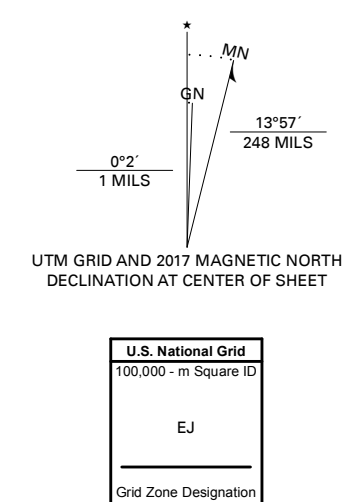 ★
MN
GN
13°57´
248 MILS
0°2´
1 MILS
UTM GRID AND 2017 MAGNETIC NORTH
DECLINATION AT CENTER OF SHEET
U.S. National Grid
100,000 - m Square ID
EJ
Grid Zone Designation